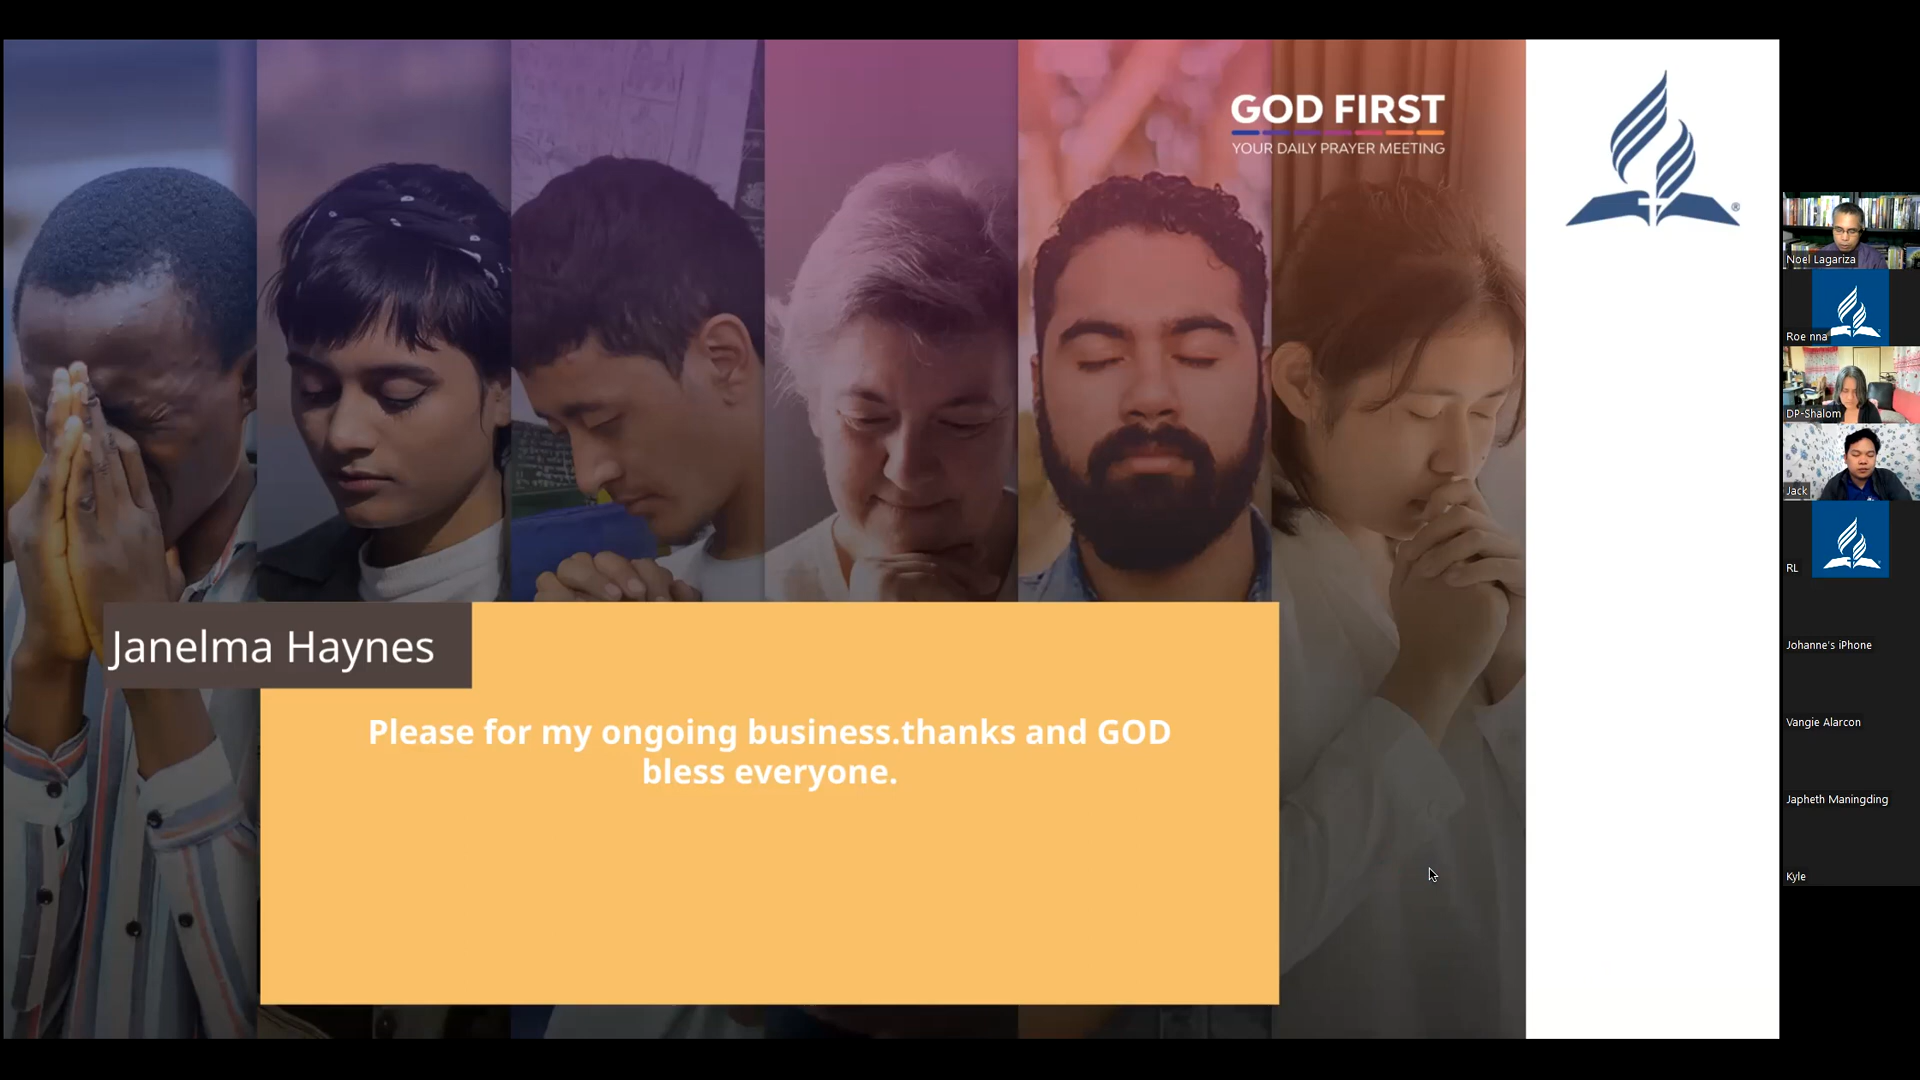 GOD FIRST
YOUR DAILY PRAYER MEETING
®
Janelma Haynes
Please for my ongoing business.thanks and GOD
bless everyone.
Noel Lagariza
Roe nna
DP-Shalom
Jack
RL
Johanne's iPhone
Vangie Alarcon
Japheth Maningding
Kyle